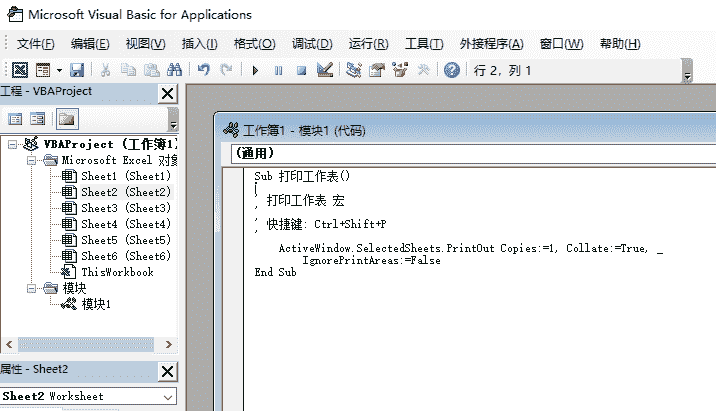 Microsoft Visual Basic for Applications
文件(F) 编辑(E) 视图(V) 插入(I) 格式(O) 调试(D) 运行(R) 工具(T) 外接程序(A) 窗口(W) 帮助(H)
行 2，列 1
工程 - VBAProject
VBAProject (工作簿1)
Microsoft Excel 对象
Sheet1 (Sheet1)
Sheet2 (Sheet2)
Sheet3 (Sheet3)
Sheet4 (Sheet4)
Sheet5 (Sheet5)
Sheet6 (Sheet6)
ThisWorkbook
模块
模块1
属性 - Sheet2
Sheet2 Worksheet
工作簿1 - 模块1 (代码)
(通用)
Sub 打印工作表()
'
' 打印工作表 宏
'
' 快捷键: Ctrl+Shift+P
'
ActiveWindow.SelectedSheets.PrintOut Copies:=1, Collate:=True, _
IgnorePrintAreas:=False
End Sub